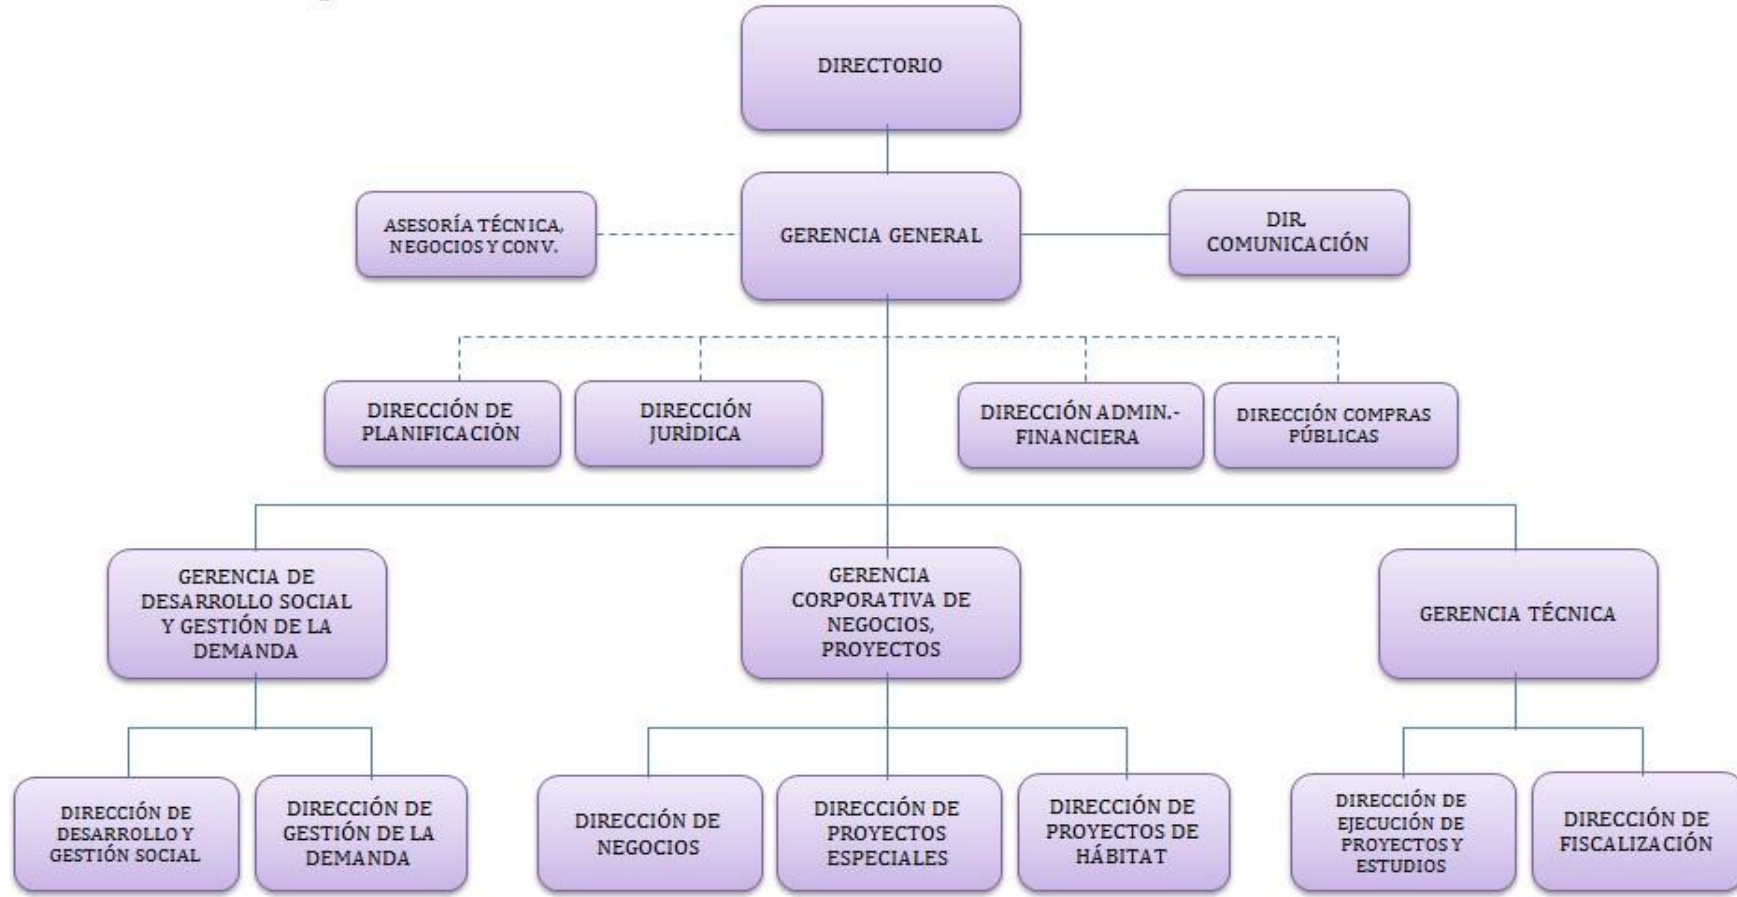 DIRECTORIO
ASESORÍA TÉCNICA,
NEGOCIOS Y CONV.
GERENCIA GENERAL
DIR.
COMUNICACIÓN
DIRECCIÓN DE
PLANIFICACIÓN
DIRECCIÓN
JURÍDICA
DIRECCIÓN ADMIN.-
FINANCIERA
DIRECCIÓN COMPRAS
PÚBLICAS
GERENCIA DE
DESARROLLO SOCIAL
Y GESTIÓN DE LA
DEMANDA
GERENCIA
CORPORATIVA DE
NEGOCIOS,
PROYECTOS
GERENCIA TÉCNICA
DIRECCIÓN DE
DESARROLLO Y
GESTIÓN SOCIAL
DIRECCIÓN DE
GESTIÓN DE LA
DEMANDA
DIRECCIÓN DE
NEGOCIOS
DIRECCIÓN DE
PROYECTOS
ESPECIALES
DIRECCIÓN DE
PROYECTOS DE
HÁBITAT
DIRECCIÓN DE
EJECUCIÓN DE
PROYECTOS Y
ESTUDIOS
DIRECCIÓN DE
FISCALIZACIÓN